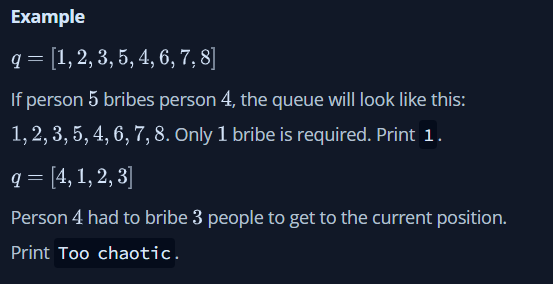 Example
q = [1, 2, 3, 5, 4, 6, 7, 8]
If person 5 bribes person 4, the queue will look like this:
1, 2, 3, 5, 4, 6, 7, 8. Only 1 bribe is required. Print 1.
q = [4, 1, 2, 3]
Person 4 had to bribe 3 people to get to the current position.
Print Too chaotic.